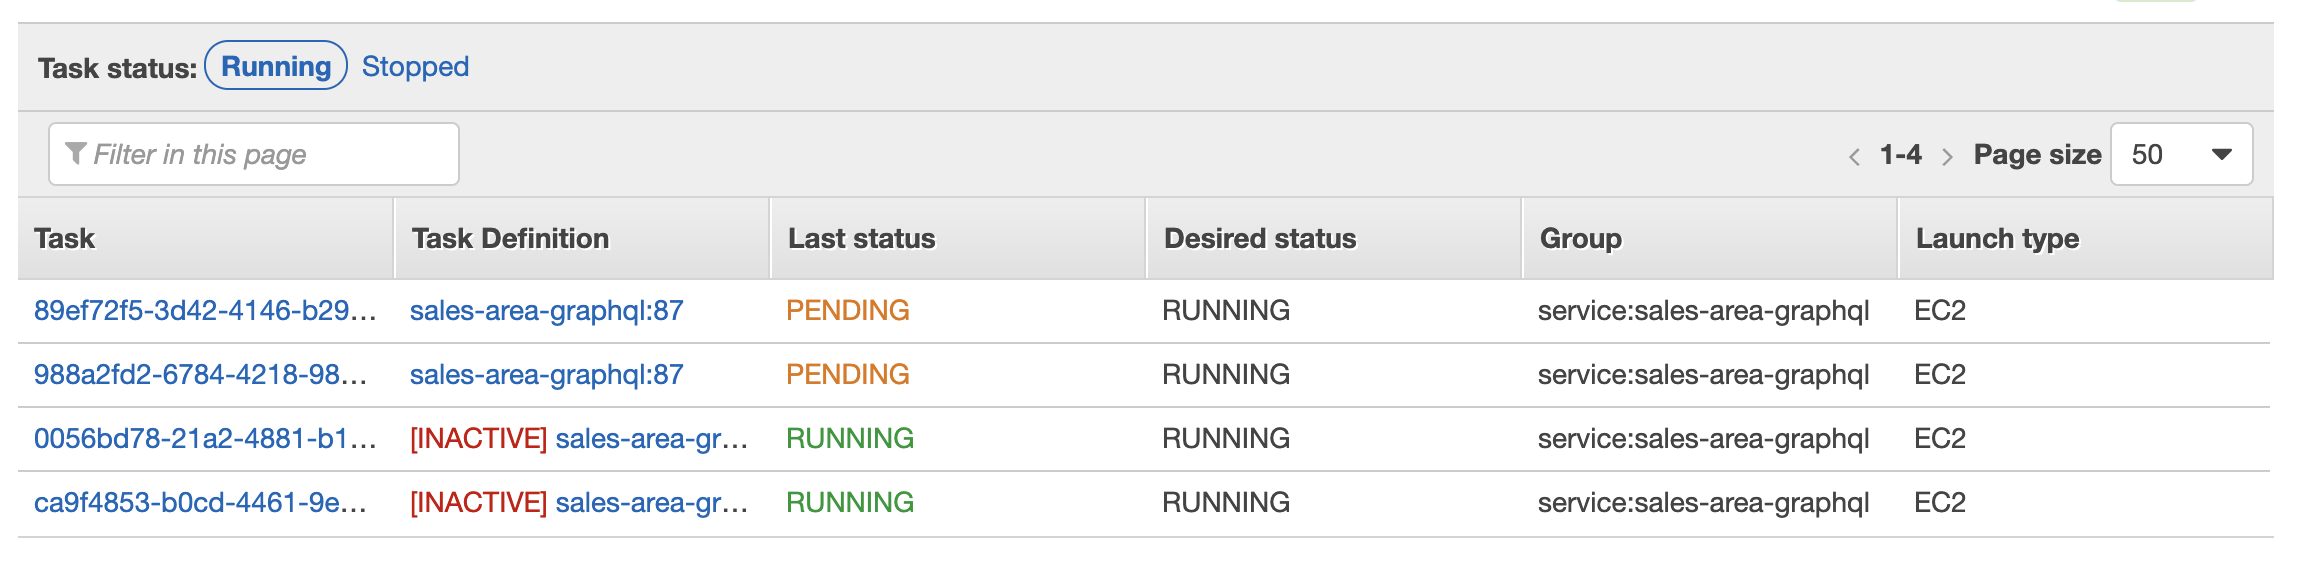 Task status: Running Stopped
Filter in this page
< 1-4 > Page size 50
Task Task Definition Last status Desired status Group Launch type
89ef72f5-3d42-4146-b29... sales-area-graphql:87 PENDING RUNNING service:sales-area-graphql EC2
988a2fd2-6784-4218-98... sales-area-graphql:87 PENDING RUNNING service:sales-area-graphql EC2
0056bd78-21a2-4881-b1... [INACTIVE] sales-area-gr... RUNNING RUNNING service:sales-area-graphql EC2
ca9f4853-b0cd-4461-9e... [INACTIVE] sales-area-gr... RUNNING RUNNING service:sales-area-graphql EC2